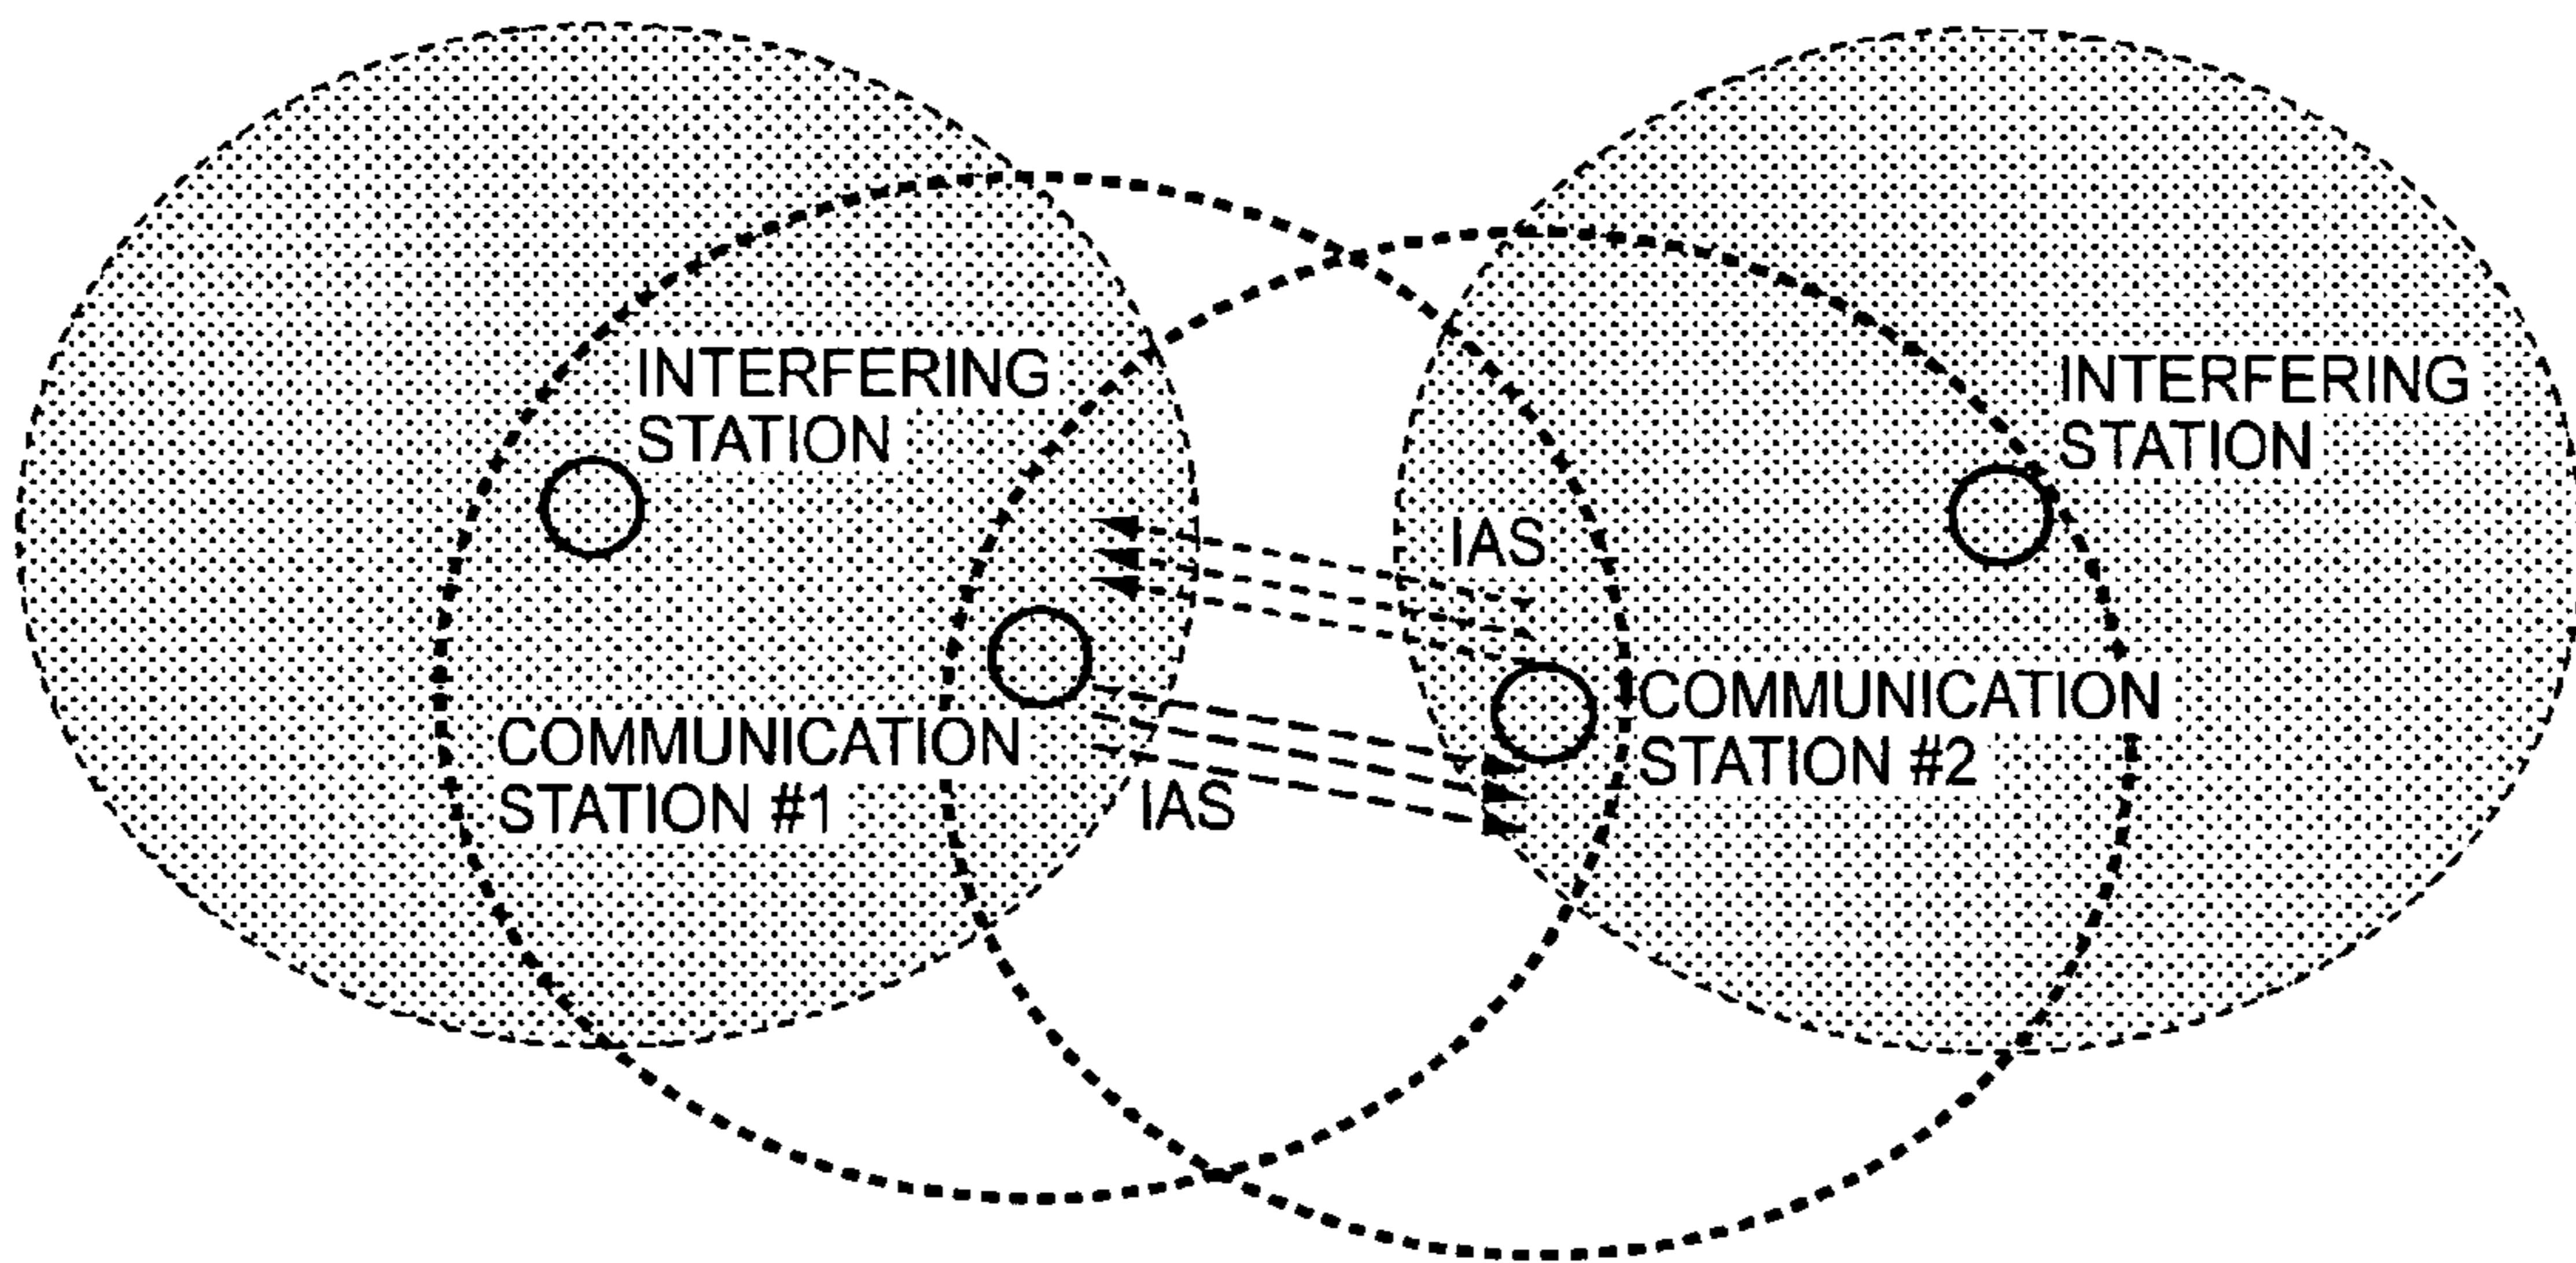 INTERFERING
STATION
INTERFERING
STATION
IAS
COMMUNICATION
STATION #1
COMMUNICATION
STATION #2
IAS